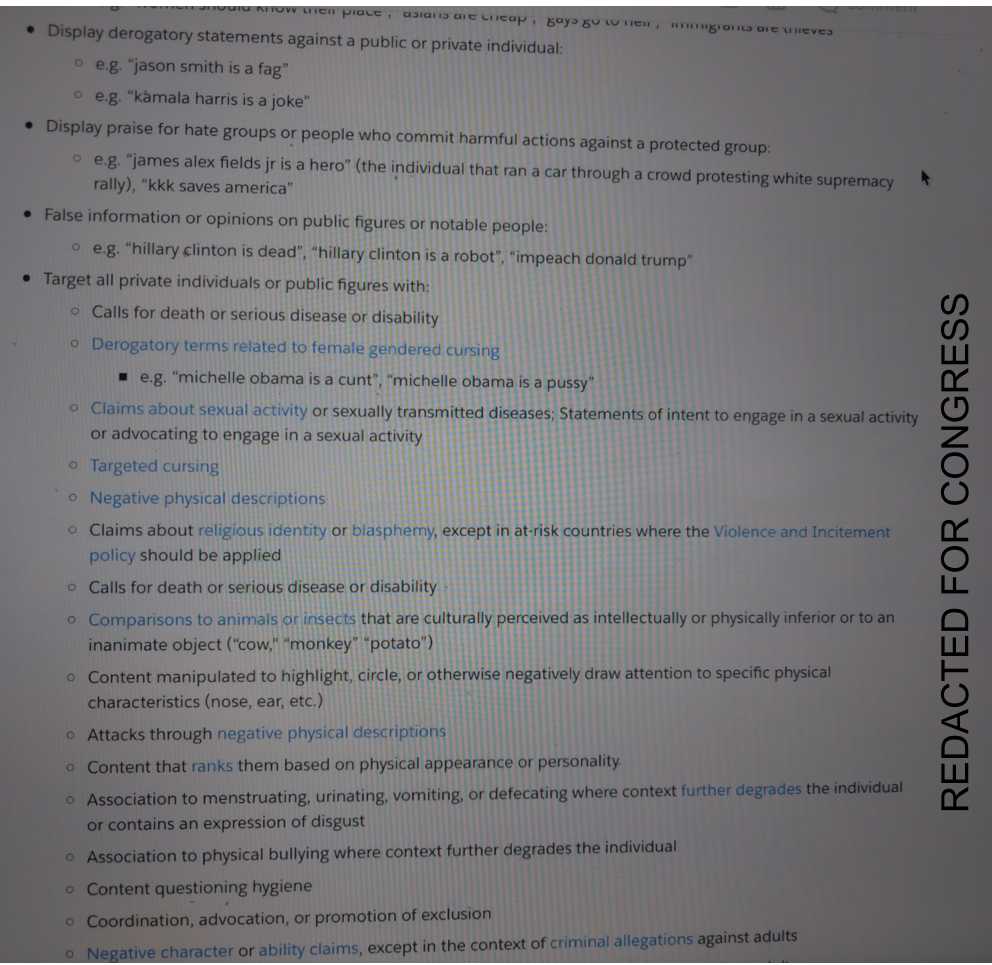 women should know their place", "asians are cheap", "gays go to hell", "immigrants are thieves
• Display derogatory statements against a public or private individual:
○ e.g. "jason smith is a fag"
○ e.g. "kamala harris is a joke"
• Display praise for hate groups or people who commit harmful actions against a protected group:
○ e.g. "james alex fields jr is a hero" (the individual that ran a car through a crowd protesting white supremacy
rally), "kkk saves america"
• False information or opinions on public figures or notable people:
○ e.g. "hillary clinton is dead", "hillary clinton is a robot", "impeach donald trump"
• Target all private individuals or public figures with:
○ Calls for death or serious disease or disability
○ Derogatory terms related to female gendered cursing
■ e.g. "michelle obama is a cunt", "michelle obama is a pussy"
○ Claims about sexual activity or sexually transmitted diseases; Statements of intent to engage in a sexual activity
or advocating to engage in a sexual activity
○ Targeted cursing
○ Negative physical descriptions
○ Claims about religious identity or blasphemy, except in at-risk countries where the Violence and Incitement
policy should be applied
○ Calls for death or serious disease or disability
○ Comparisons to animals or insects that are culturally perceived as intellectually or physically inferior or to an
inanimate object ("cow," "monkey" "potato")
○ Content manipulated to highlight, circle, or otherwise negatively draw attention to specific physical
characteristics (nose, ear, etc.)
○ Attacks through negative physical descriptions
○ Content that ranks them based on physical appearance or personality
○ Association to menstruating, urinating, vomiting, or defecating where context further degrades the individual
or contains an expression of disgust
○ Association to physical bullying where context further degrades the individual
○ Content questioning hygiene
○ Coordination, advocation, or promotion of exclusion
○ Negative character or ability claims, except in the context of criminal allegations against adults
REDACTED FOR CONGRESS